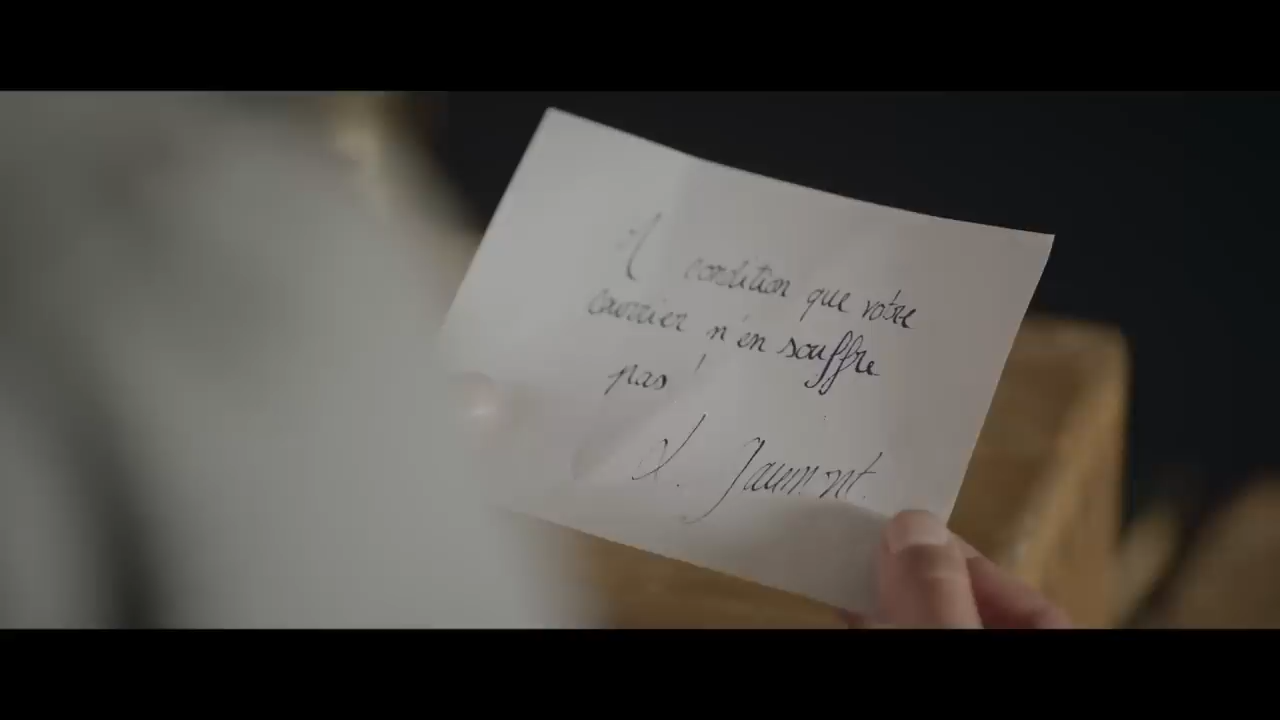 À condition que votre
courrier n'en souffre
pas !
L. Jaumont